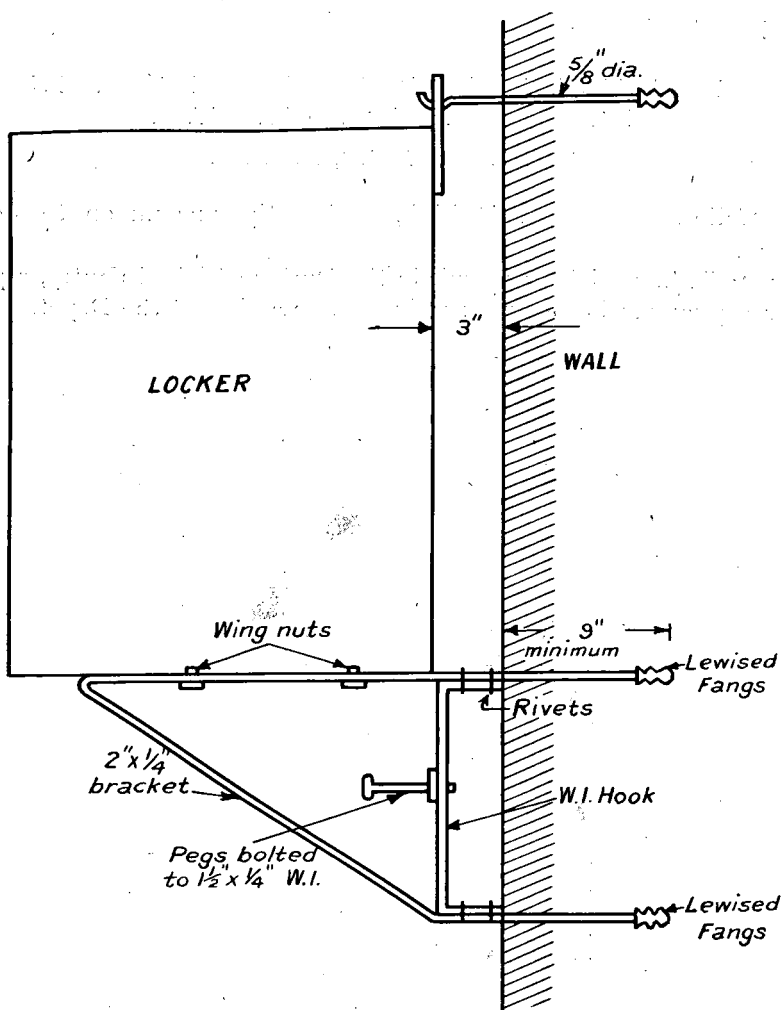 5/8" dia.
3"
WALL
LOCKER
Wing nuts
9"
minimum
Lewised
Fangs
Rivets
2"x1/4"
bracket
W.I. Hook
Pegs bolted
to 1 1/2"x 1/4" W.I.
Lewised
Fangs